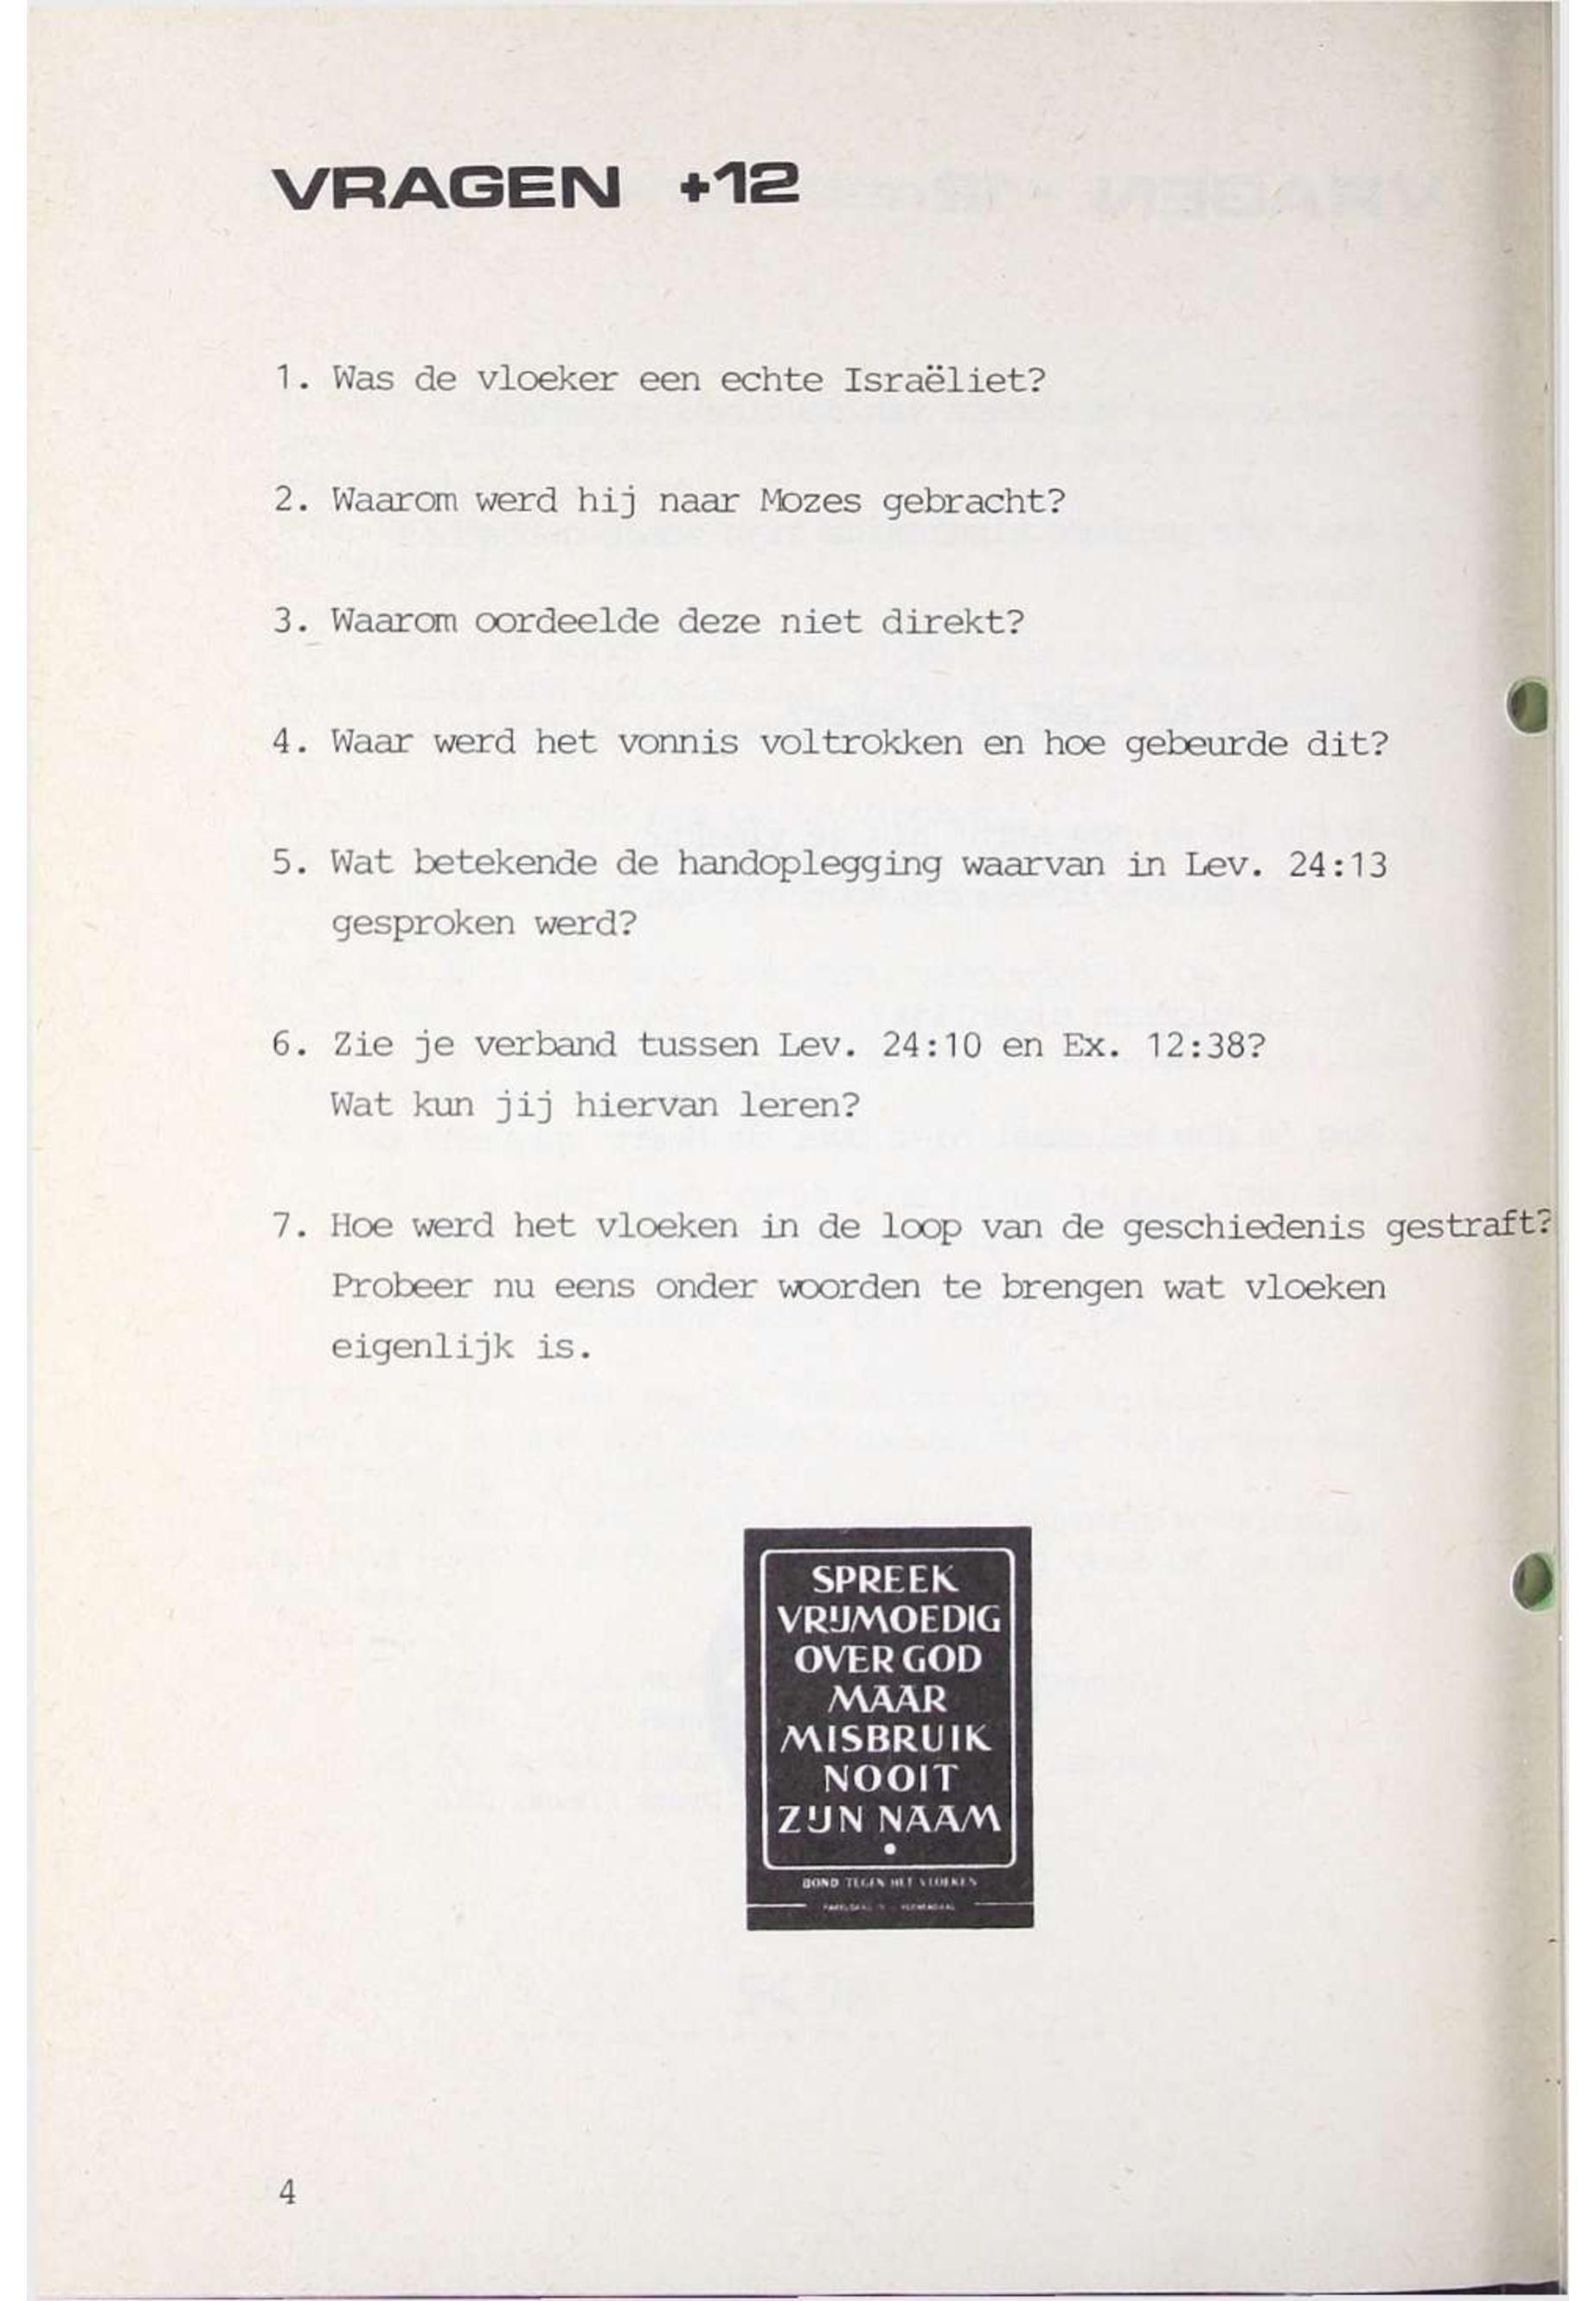 VRAGEN +12
1. Was de vloeker een echte Israëliet?
2. Waarom werd hij naar Mozes gebracht?
3. Waarom oordeelde deze niet direkt?
4. Waar werd het vonnis voltrokken en hoe gebeurde dit?
5. Wat betekende de handoplegging waarvan in Lev. 24:13
gesproken werd?
6. Zie je verband tussen Lev. 24:10 en Ex. 12:38?
Wat kun jij hiervan leren?
7. Hoe werd het vloeken in de loop van de geschiedenis gestraft?
Probeer nu eens onder woorden te brengen wat vloeken
eigenlijk is.
SPREEK
VRIJMOEDIG
OVER GOD
MAAR
MISBRUIK
NOOIT
ZIJN NAAM
BOND TEGEN HET VLOEKEN
4